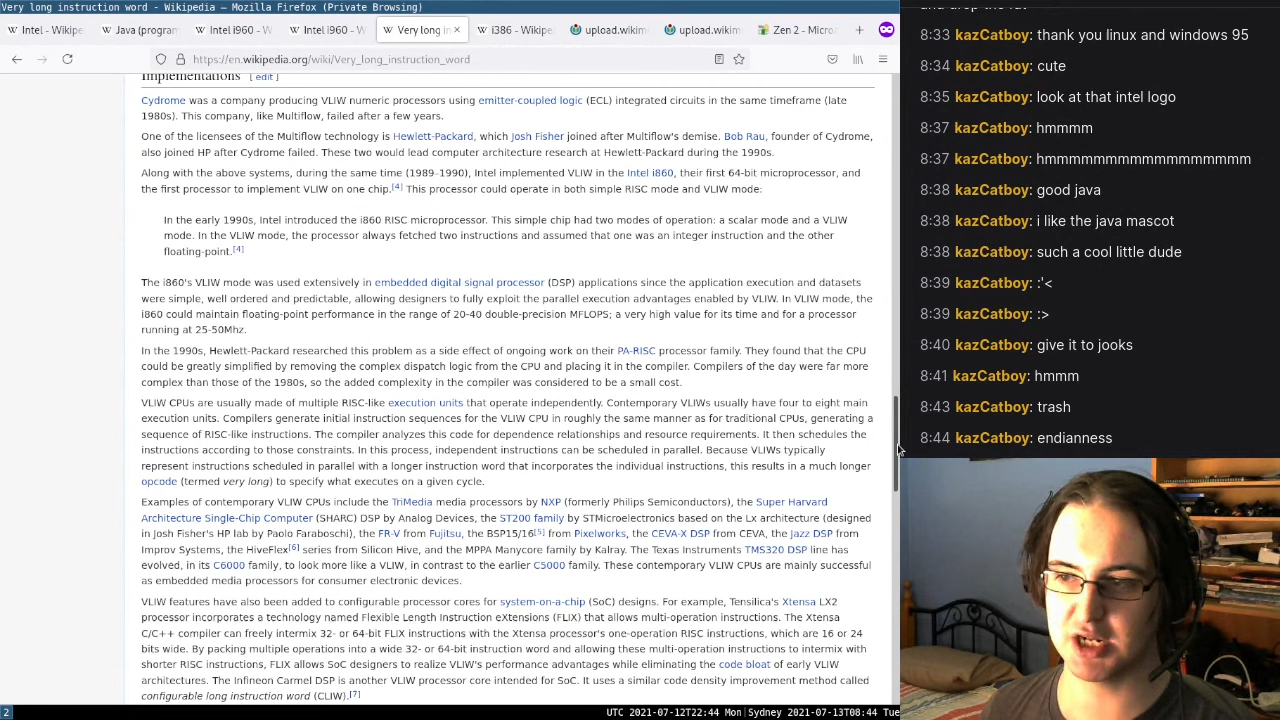 Very long instruction word - Wikipedia — Mozilla Firefox (Private Browsing)
Intel - Wikipe
Java (program
Intel i960 - W
Intel i960 - W
Very long in
i386 - Wikipe
upload.wikim
upload.wikim
Zen 2 - Micro
https://en.wikipedia.org/wiki/Very_long_instruction_word
Implementations [ edit ]
Cydrome was a company producing VLIW numeric processors using emitter-coupled logic (ECL) integrated circuits in the same timeframe (late
1980s). This company, like Multiflow, failed after a few years.
One of the licensees of the Multiflow technology is Hewlett-Packard, which Josh Fisher joined after Multiflow's demise. Bob Rau, founder of Cydrome,
also joined HP after Cydrome failed. These two would lead computer architecture research at Hewlett-Packard during the 1990s.
Along with the above systems, during the same time (1989–1990), Intel implemented VLIW in the Intel i860, their first 64-bit microprocessor, and
the first processor to implement VLIW on one chip.[4] This processor could operate in both simple RISC mode and VLIW mode:
In the early 1990s, Intel introduced the i860 RISC microprocessor. This simple chip had two modes of operation: a scalar mode and a VLIW
mode. In the VLIW mode, the processor always fetched two instructions and assumed that one was an integer instruction and the other
floating-point.[4]
The i860's VLIW mode was used extensively in embedded digital signal processor (DSP) applications since the application execution and datasets
were simple, well ordered and predictable, allowing designers to fully exploit the parallel execution advantages enabled by VLIW. In VLIW mode, the
i860 could maintain floating-point performance in the range of 20-40 double-precision MFLOPS; a very high value for its time and for a processor
running at 25-50Mhz.
In the 1990s, Hewlett-Packard researched this problem as a side effect of ongoing work on their PA-RISC processor family. They found that the CPU
could be greatly simplified by removing the complex dispatch logic from the CPU and placing it in the compiler. Compilers of the day were far more
complex than those of the 1980s, so the added complexity in the compiler was considered to be a small cost.
VLIW CPUs are usually made of multiple RISC-like execution units that operate independently. Contemporary VLIWs usually have four to eight main
execution units. Compilers generate initial instruction sequences for the VLIW CPU in roughly the same manner as for traditional CPUs, generating a
sequence of RISC-like instructions. The compiler analyzes this code for dependence relationships and resource requirements. It then schedules the
instructions according to those constraints. In this process, independent instructions can be scheduled in parallel. Because VLIWs typically
represent instructions scheduled in parallel with a longer instruction word that incorporates the individual instructions, this results in a much longer
opcode (termed very long) to specify what executes on a given cycle.
Examples of contemporary VLIW CPUs include the TriMedia media processors by NXP (formerly Philips Semiconductors), the Super Harvard
Architecture Single-Chip Computer (SHARC) DSP by Analog Devices, the ST200 family by STMicroelectronics based on the Lx architecture (designed
in Josh Fisher's HP lab by Paolo Faraboschi), the FR-V from Fujitsu, the BSP15/16[5] from Pixelworks, the CEVA-X DSP from CEVA, the Jazz DSP from
Improv Systems, the HiveFlex[6] series from Silicon Hive, and the MPPA Manycore family by Kalray. The Texas Instruments TMS320 DSP line has
evolved, in its C6000 family, to look more like a VLIW, in contrast to the earlier C5000 family. These contemporary VLIW CPUs are mainly successful
as embedded media processors for consumer electronic devices.
VLIW features have also been added to configurable processor cores for system-on-a-chip (SoC) designs. For example, Tensilica's Xtensa LX2
processor incorporates a technology named Flexible Length Instruction eXtensions (FLIX) that allows multi-operation instructions. The Xtensa
C/C++ compiler can freely intermix 32- or 64-bit FLIX instructions with the Xtensa processor's one-operation RISC instructions, which are 16 or 24
bits wide. By packing multiple operations into a wide 32- or 64-bit instruction word and allowing these multi-operation instructions to intermix with
shorter RISC instructions, FLIX allows SoC designers to realize VLIW's performance advantages while eliminating the code bloat of early VLIW
architectures. The Infineon Carmel DSP is another VLIW processor core intended for SoC. It uses a similar code density improvement method called
configurable long instruction word (CLIW).[7]
8:33 kazCatboy: thank you linux and windows 95
8:34 kazCatboy: cute
8:35 kazCatboy: look at that intel logo
8:37 kazCatboy: hmmmm
8:37 kazCatboy: hmmmmmmmmmmmmmmmmmm
8:38 kazCatboy: good java
8:38 kazCatboy: i like the java mascot
8:38 kazCatboy: such a cool little dude
8:39 kazCatboy: :'<
8:39 kazCatboy: :>
8:40 kazCatboy: give it to jooks
8:41 kazCatboy: hmmm
8:43 kazCatboy: trash
8:44 kazCatboy: endianness
2
UTC 2021-07-12T22:44 Mon|Sydney 2021-07-13T08:44 Tue